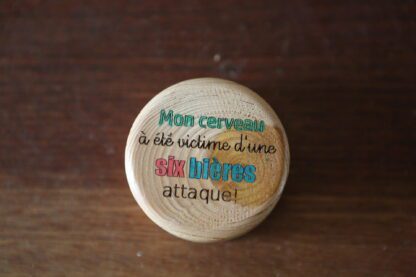 Mon cerveau
à été victime d'une
six bières
attaque!